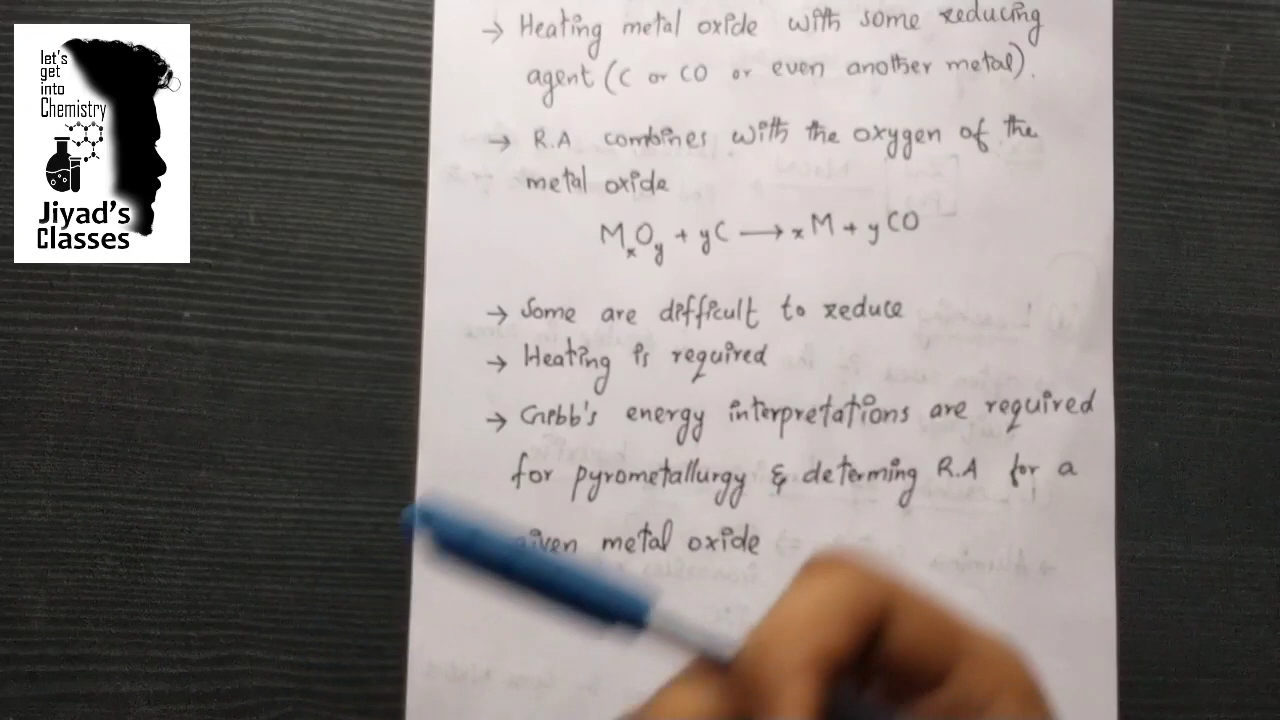 let's
get
into
Chemistry
Jiyad's
Classes
→ Heating metal oxide with some reducing
agent (C or CO or even another metal).
→ R.A combines with the oxygen of the
metal oxide
MₓOᵧ + yC ⟶ xM + yCO
→ Some are difficult to reduce
→ Heating is required
→ Gibb's energy interpretations are required
for pyrometallurgy & determing R.A for a
given metal oxide